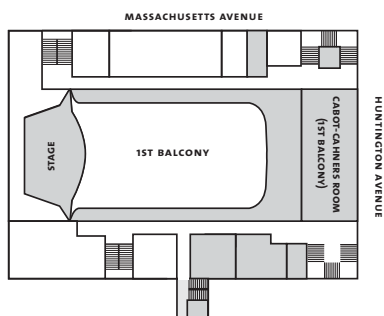 MASSACHUSETTS AVENUE
STAGE
1ST BALCONY
CABOT-CAHNERS ROOM
(1ST BALCONY)
HUNTINGTON AVENUE